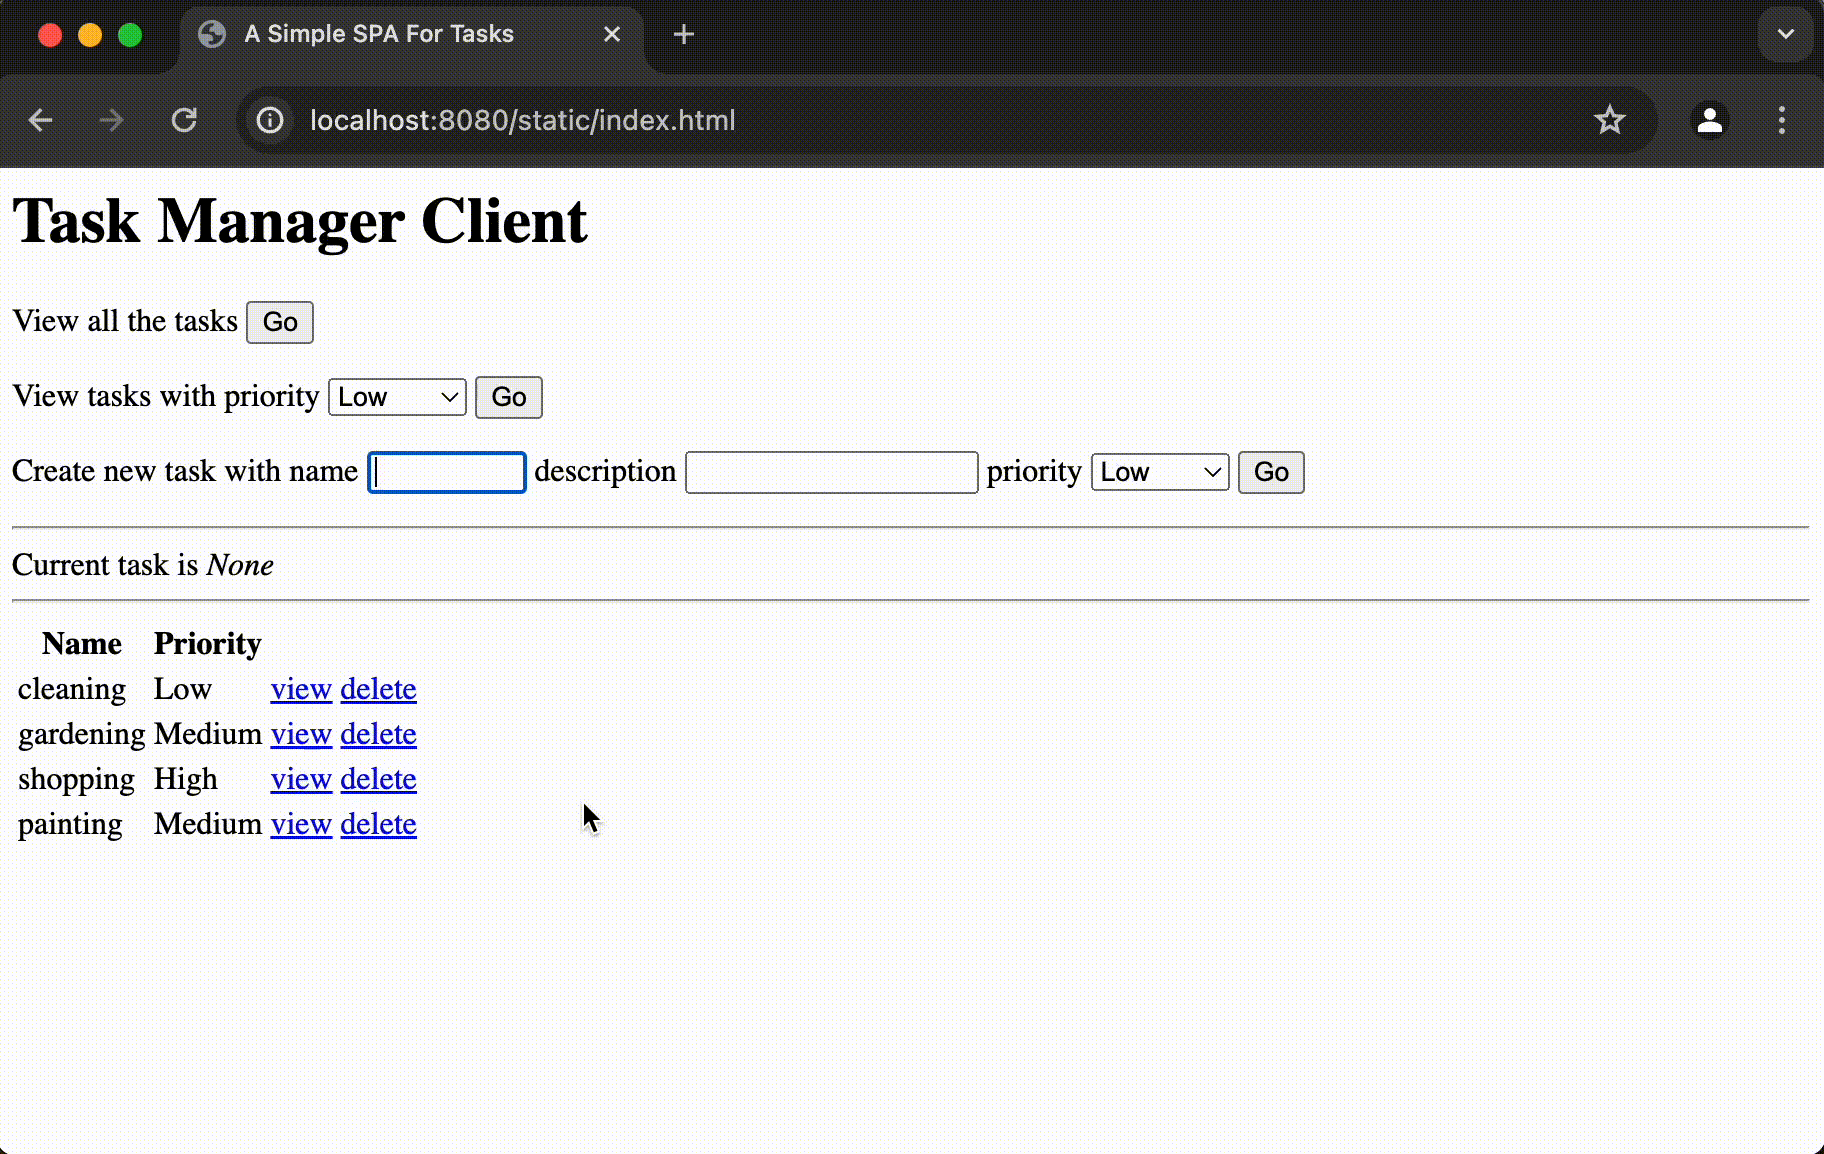 A Simple SPA For Tasks
localhost:8080/static/index.html
Task Manager Client
View all the tasks Go
View tasks with priority Low Go
Create new task with name description priority Low Go
Current task is None
Name Priority
cleaning Low view delete
gardening Medium view delete
shopping High view delete
painting Medium view delete